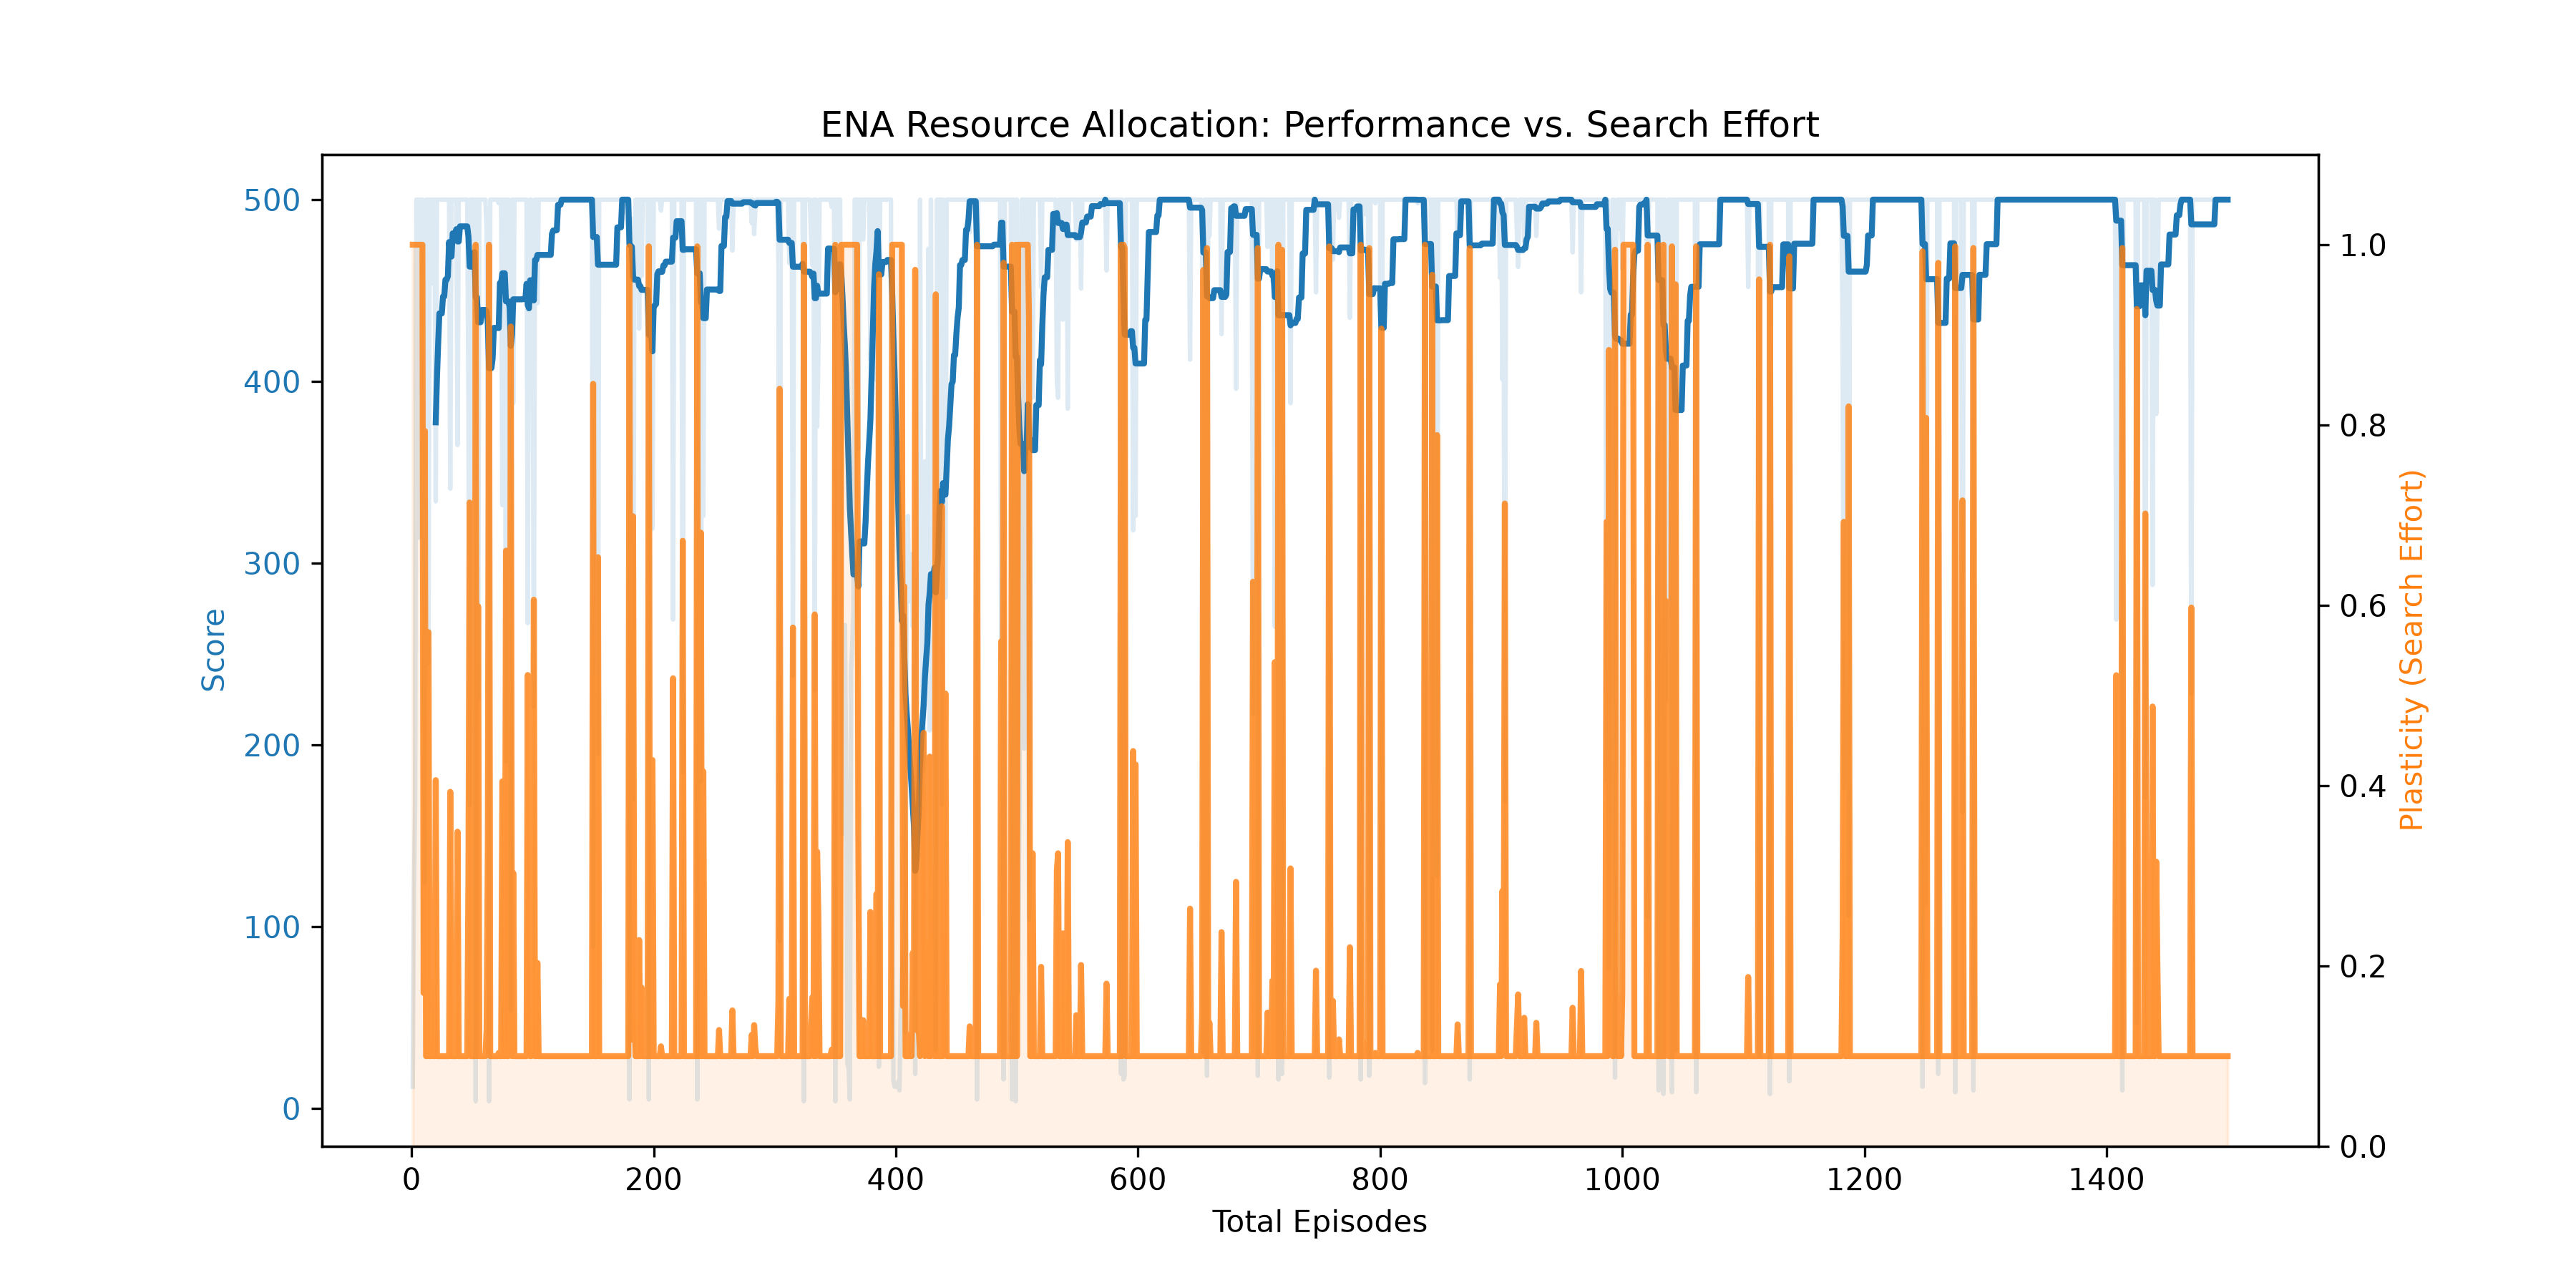 ENA Resource Allocation: Performance vs. Search Effort
500
400
300
200
100
0
Score
1.0
0.8
0.6
0.4
0.2
0.0
Plasticity (Search Effort)
0 200 400 600 800 1000 1200 1400
Total Episodes